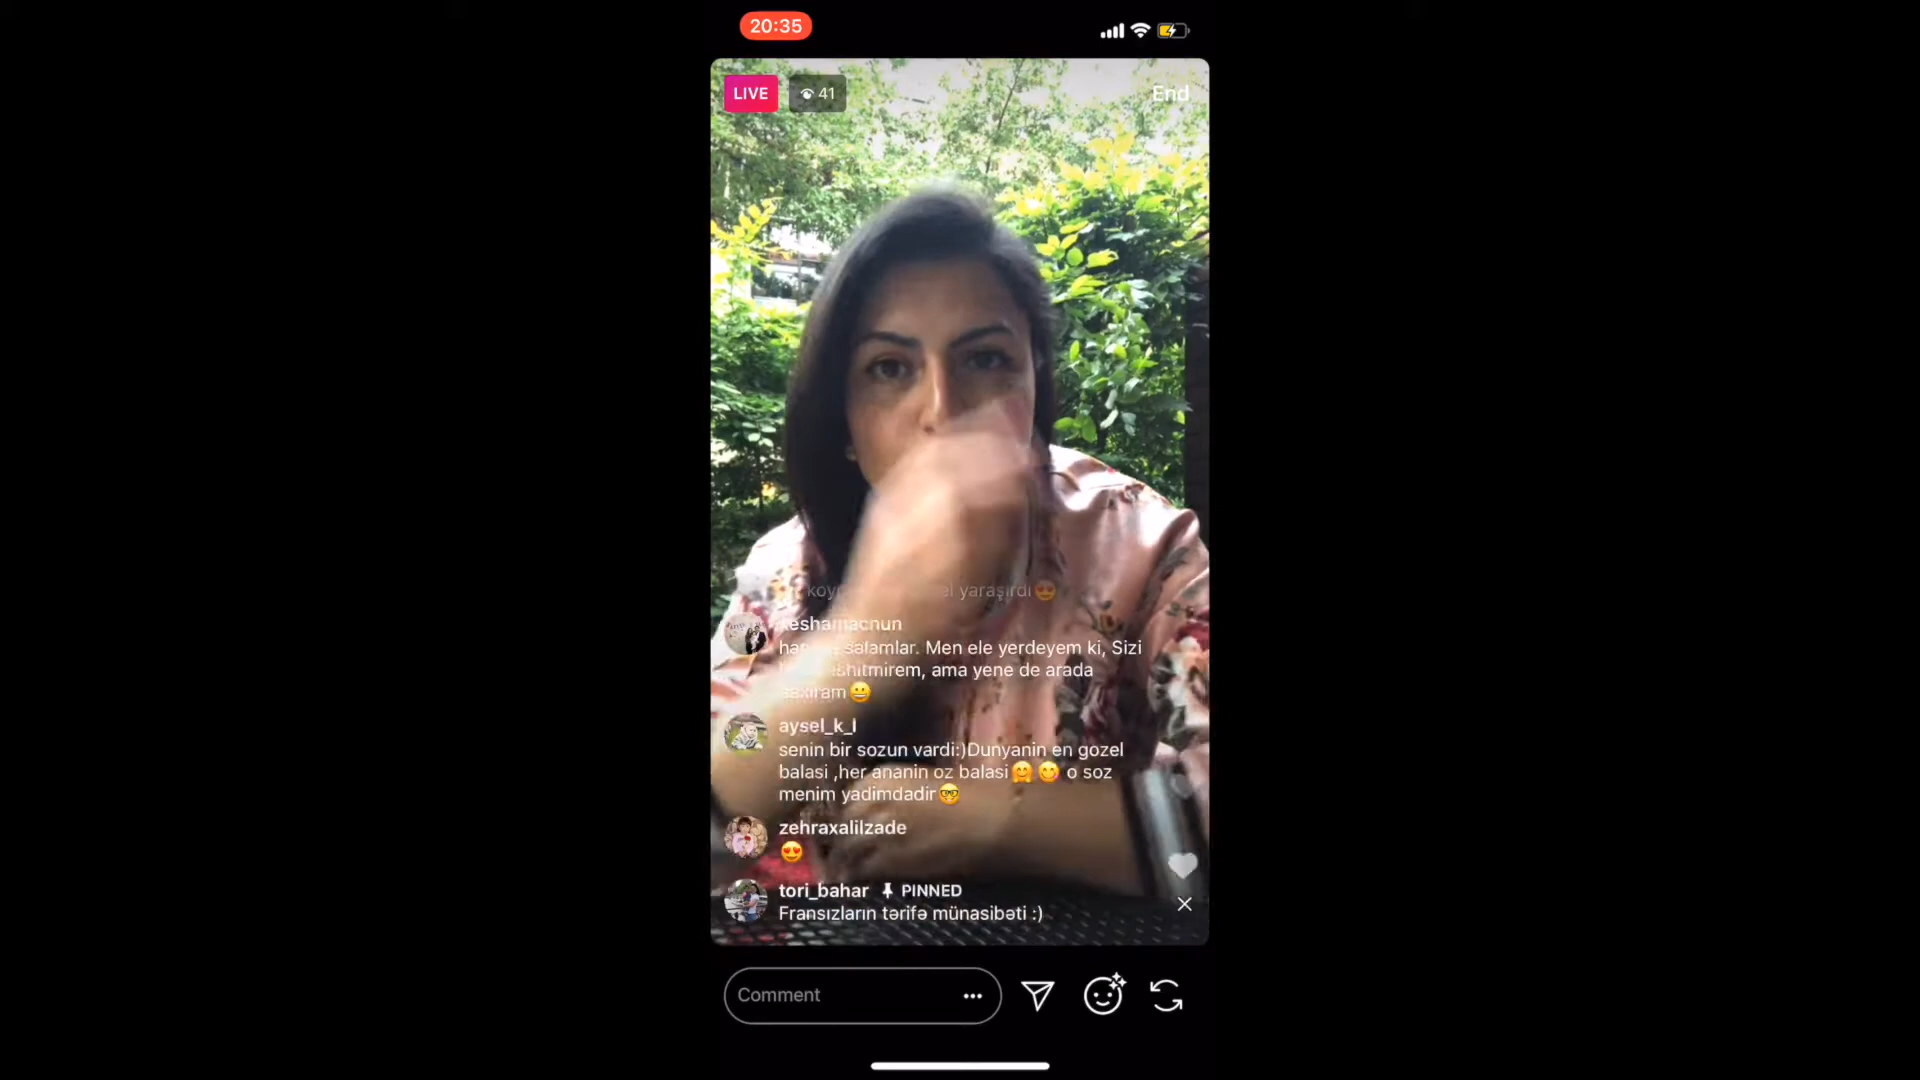 20:35
LIVE
41
End
yaraşırdı😍
salamlar. Men ele yerdeyem ki, Sizi
ama yene de arada
😀
aysel_k_l
senin bir sozun vardi:)Dunyanin en gozel
balasi ,her ananin oz balasi🤗😋 o soz
menim yadimdadir🤓
zehraxalilzade
😍
tori_bahar PINNED
Fransızların tərifə münasibəti :)
Comment